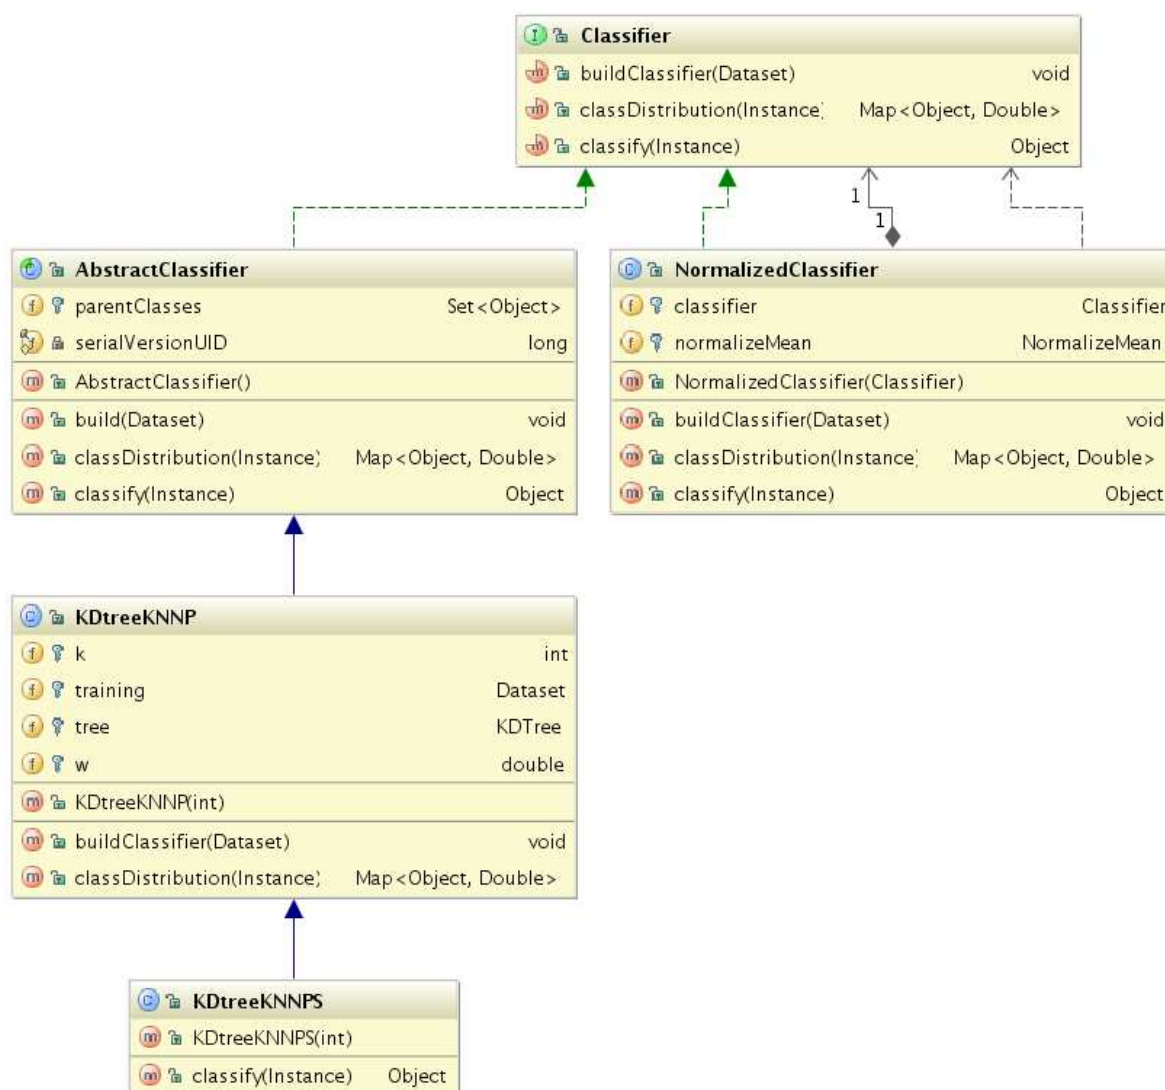 Classifier
buildClassifier(Dataset) void
classDistribution(Instance) Map<Object, Double>
classify(Instance) Object
1
1
AbstractClassifier
parentClasses Set<Object>
serialVersionUID long
AbstractClassifier()
build(Dataset) void
classDistribution(Instance) Map<Object, Double>
classify(Instance) Object
NormalizedClassifier
classifier Classifier
normalizeMean NormalizeMean
NormalizedClassifier(Classifier)
buildClassifier(Dataset) void
classDistribution(Instance) Map<Object, Double>
classify(Instance) Object
KDtreeKNNP
k int
training Dataset
tree KDTree
w double
KDtreeKNNP(int)
buildClassifier(Dataset) void
classDistribution(Instance) Map<Object, Double>
KDtreeKNNPS
KDtreeKNNPS(int)
classify(Instance) Object